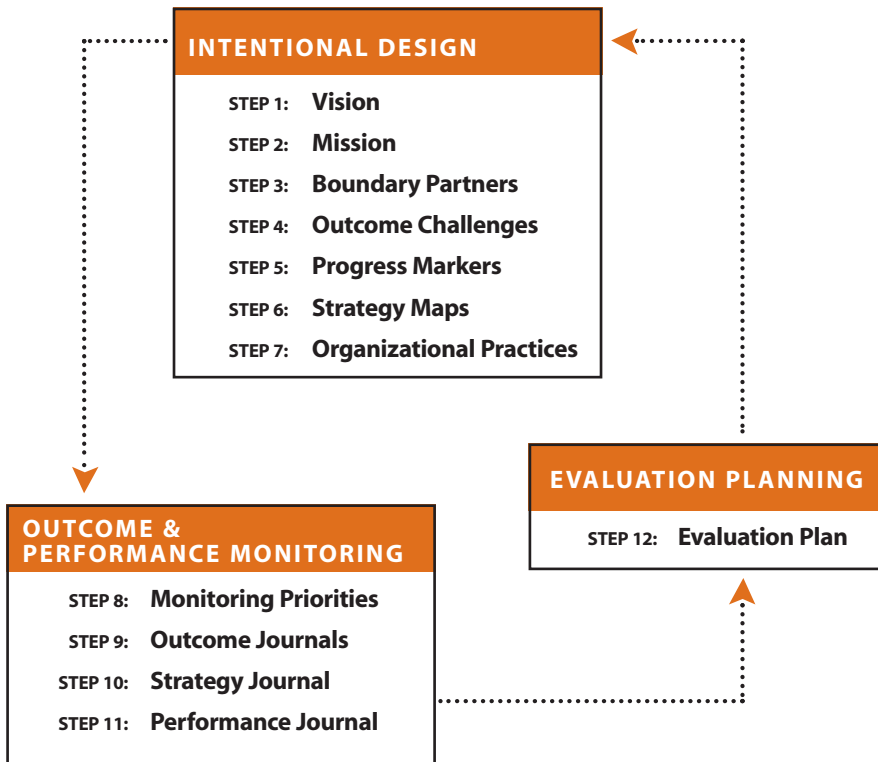 INTENTIONAL DESIGN
STEP 1: Vision
STEP 2: Mission
STEP 3: Boundary Partners
STEP 4: Outcome Challenges
STEP 5: Progress Markers
STEP 6: Strategy Maps
STEP 7: Organizational Practices
OUTCOME &
PERFORMANCE MONITORING
STEP 8: Monitoring Priorities
STEP 9: Outcome Journals
STEP 10: Strategy Journal
STEP 11: Performance Journal
EVALUATION PLANNING
STEP 12: Evaluation Plan